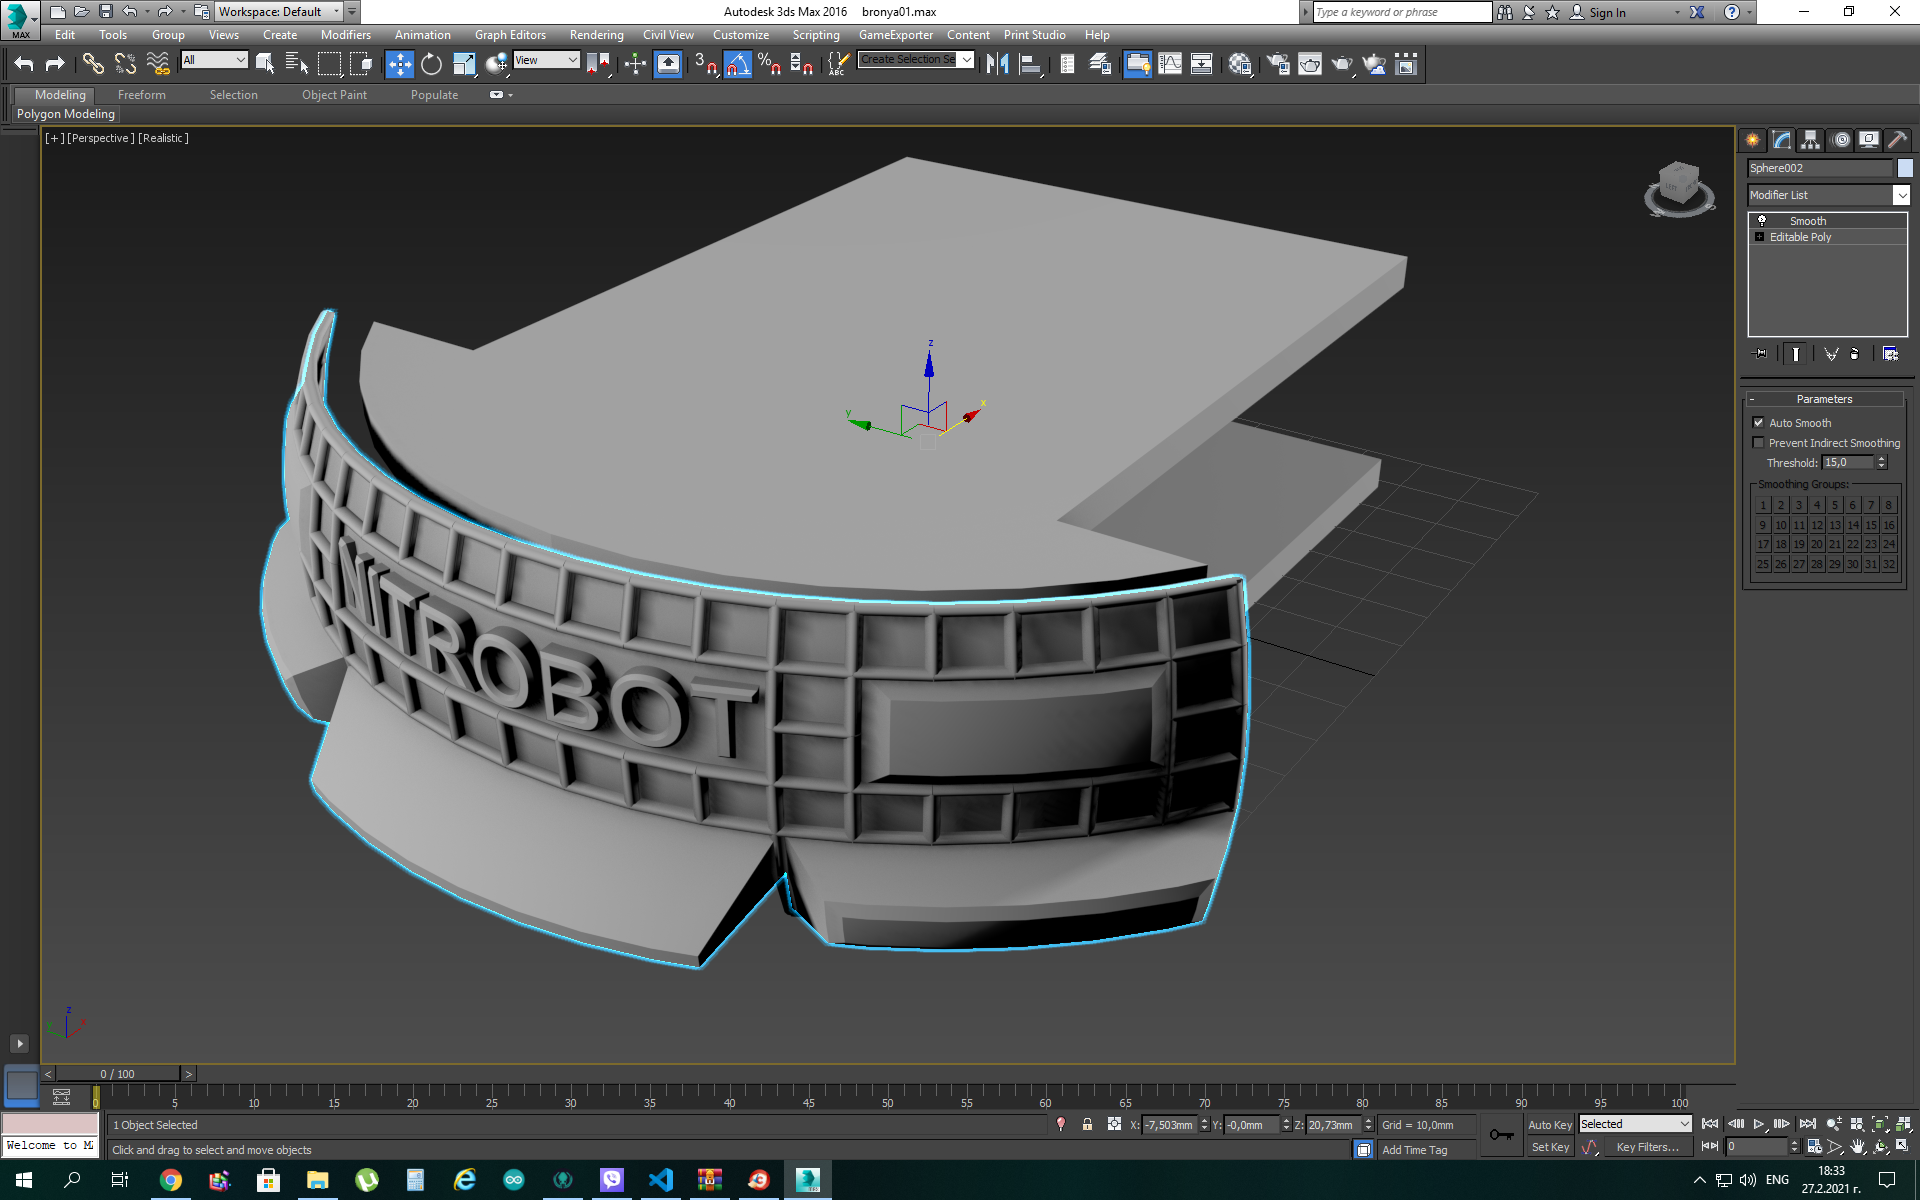 MAX
Workspace: Default
Autodesk 3ds Max 2016
bronya01.max
Type a keyword or phrase
Sign In
Edit
Tools
Group
Views
Create
Modifiers
Animation
Graph Editors
Rendering
Civil View
Customize
Scripting
GameExporter
Content
Print Studio
Help
All
View
3
%
ABC
Create Selection Se
Modeling
Freeform
Selection
Object Paint
Populate
Polygon Modeling
[+] [Perspective] [Realistic]
Sphere002
Modifier List
Smooth
Editable Poly
Parameters
Auto Smooth
Prevent Indirect Smoothing
Threshold: 15,0
Smoothing Groups:
1 2 3 4 5 6 7 8
9 10 11 12 13 14 15 16
17 18 19 20 21 22 23 24
25 26 27 28 29 30 31 32
z
y
x
NITROBOT
z
y
x
< 0 / 100 >
0 5 10 15 20 25 30 35 40 45 50 55 60 65 70 75 80 85 90 95 100
1 Object Selected
X: -7,503mm Y: -0,0mm Z: 20,73mm Grid = 10,0mm
Auto Key
Selected
Welcome to M
Click and drag to select and move objects
Add Time Tag
Set Key
Key Filters...
0
ENG
18:33
27.2.2021 г.